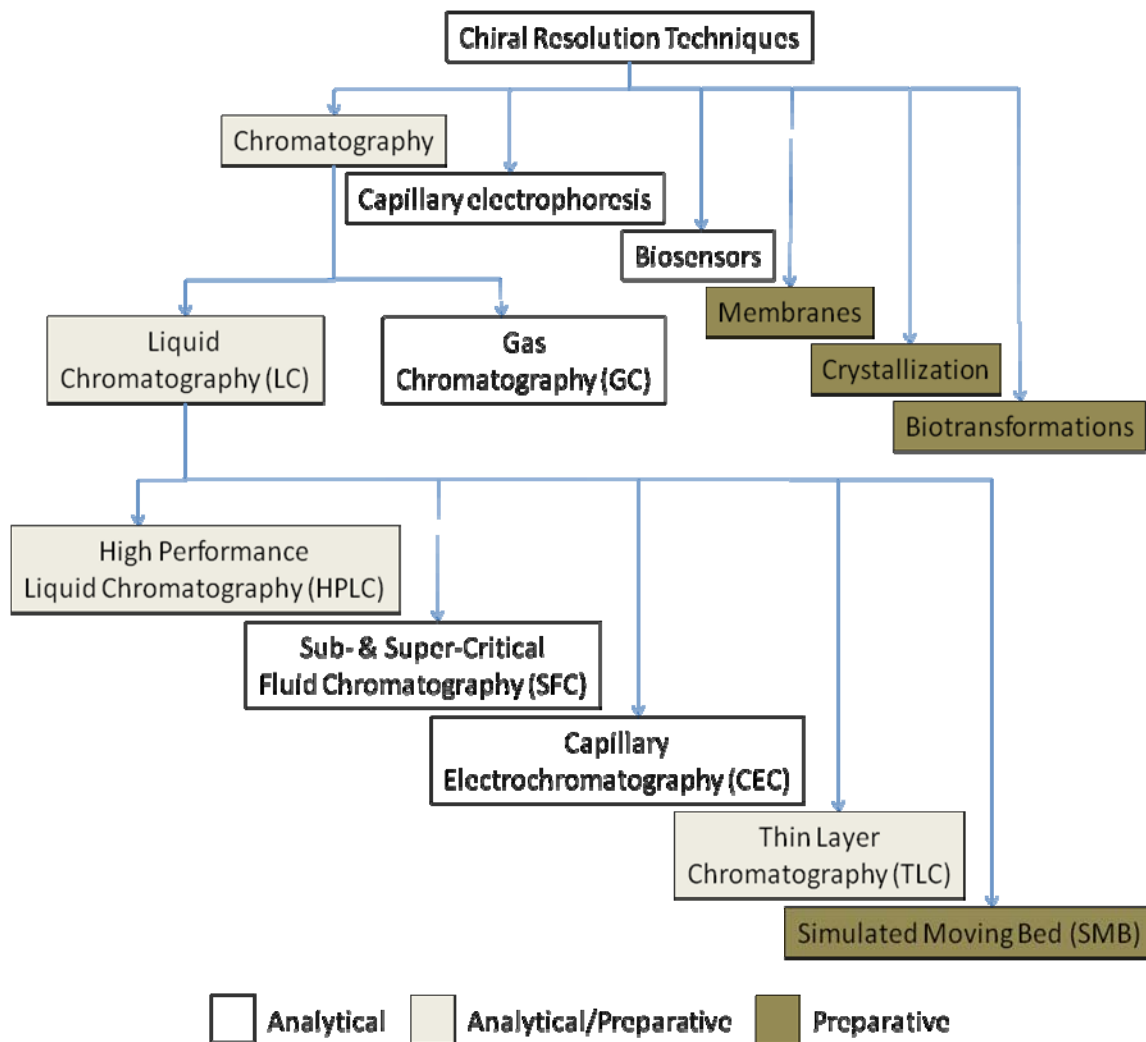 Chiral Resolution Techniques
Chromatography
Capillary electrophoresis
Biosensors
Membranes
Liquid
Chromatography (LC)
Gas
Chromatography (GC)
Crystallization
Biotransformations
High Performance
Liquid Chromatography (HPLC)
Sub- & Super-Critical
Fluid Chromatography (SFC)
Capillary
Electrochromatography (CEC)
Thin Layer
Chromatography (TLC)
Simulated Moving Bed (SMB)
Analytical
Analytical/Preparative
Preparative